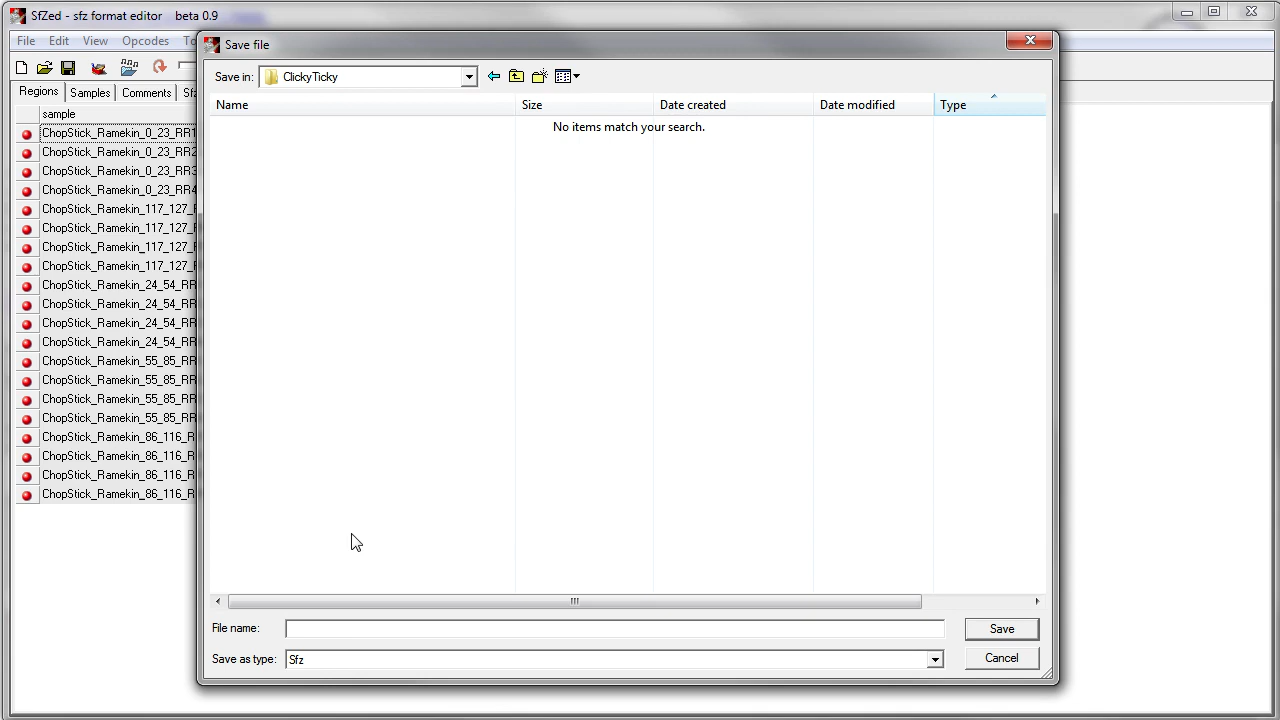 SfZed - sfz format editor beta 0.9
File Edit View Opcodes
Save file
Save in: ClickyTicky
Regions Samples Comments
Name Size Date created Date modified Type
sample
No items match your search.
ChopStick_Ramekin_0_23_RR1
ChopStick_Ramekin_0_23_RR2
ChopStick_Ramekin_0_23_RR3
ChopStick_Ramekin_0_23_RR4
ChopStick_Ramekin_117_127_
ChopStick_Ramekin_117_127_
ChopStick_Ramekin_117_127_
ChopStick_Ramekin_117_127_
ChopStick_Ramekin_24_54_RR
ChopStick_Ramekin_24_54_RR
ChopStick_Ramekin_24_54_RR
ChopStick_Ramekin_24_54_RR
ChopStick_Ramekin_55_85_RR
ChopStick_Ramekin_55_85_RR
ChopStick_Ramekin_55_85_RR
ChopStick_Ramekin_55_85_RR
ChopStick_Ramekin_86_116_R
ChopStick_Ramekin_86_116_R
ChopStick_Ramekin_86_116_R
ChopStick_Ramekin_86_116_R
File name:
Save
Save as type: Sfz
Cancel